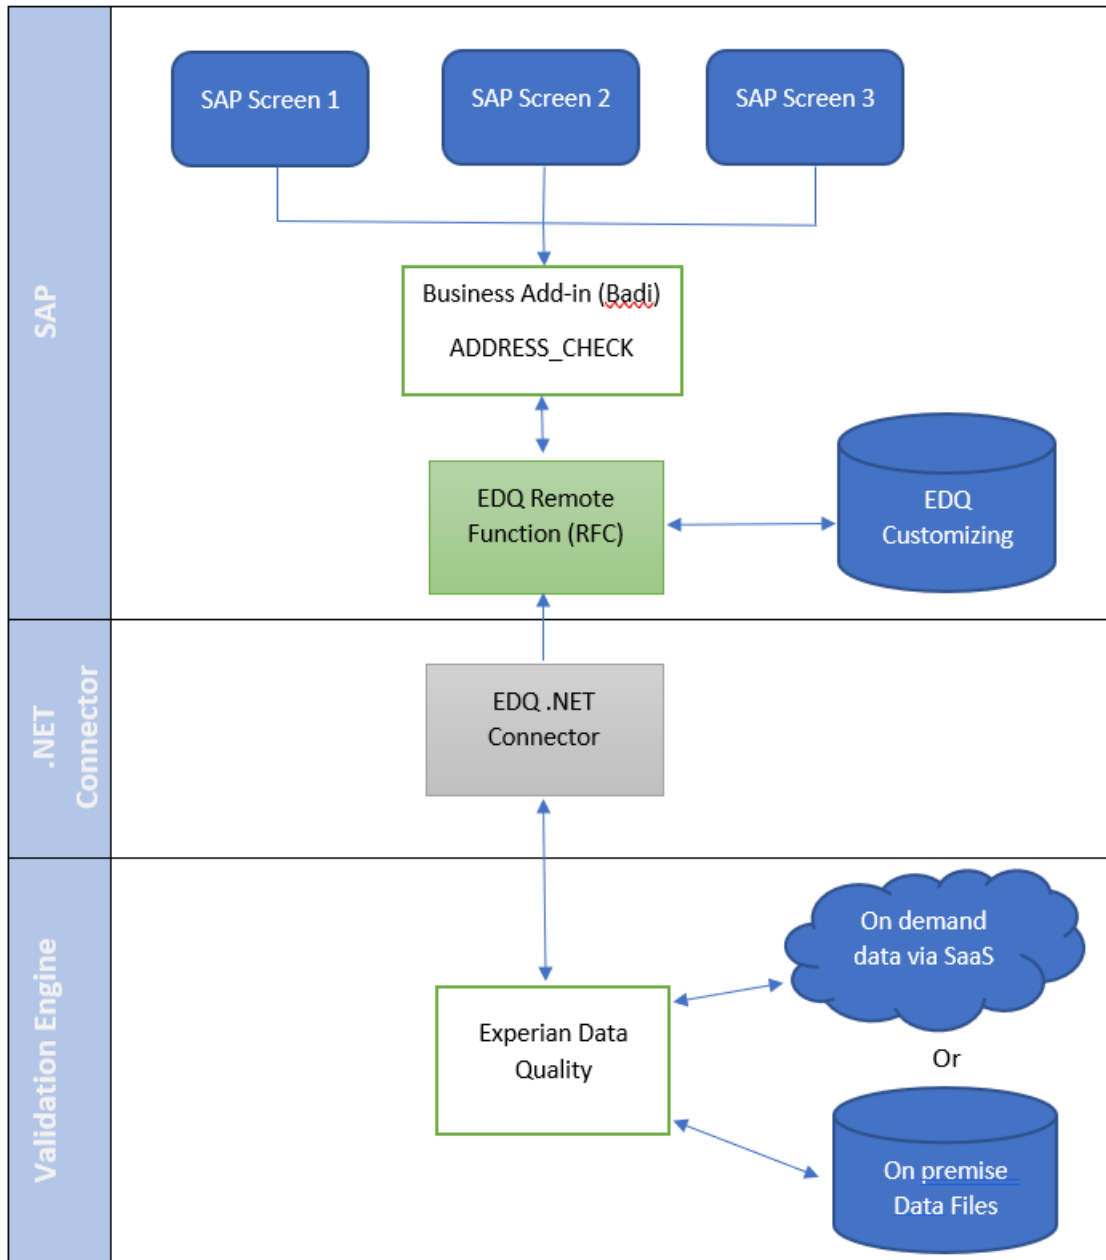 SAP
SAP Screen 1
SAP Screen 2
SAP Screen 3
Business Add-in (Badi)
ADDRESS_CHECK
EDQ Remote
Function (RFC)
EDQ
Customizing
.NET
Connector
EDQ .NET
Connector
Validation Engine
On demand
data via SaaS
Experian Data
Quality
Or
On premise
Data Files